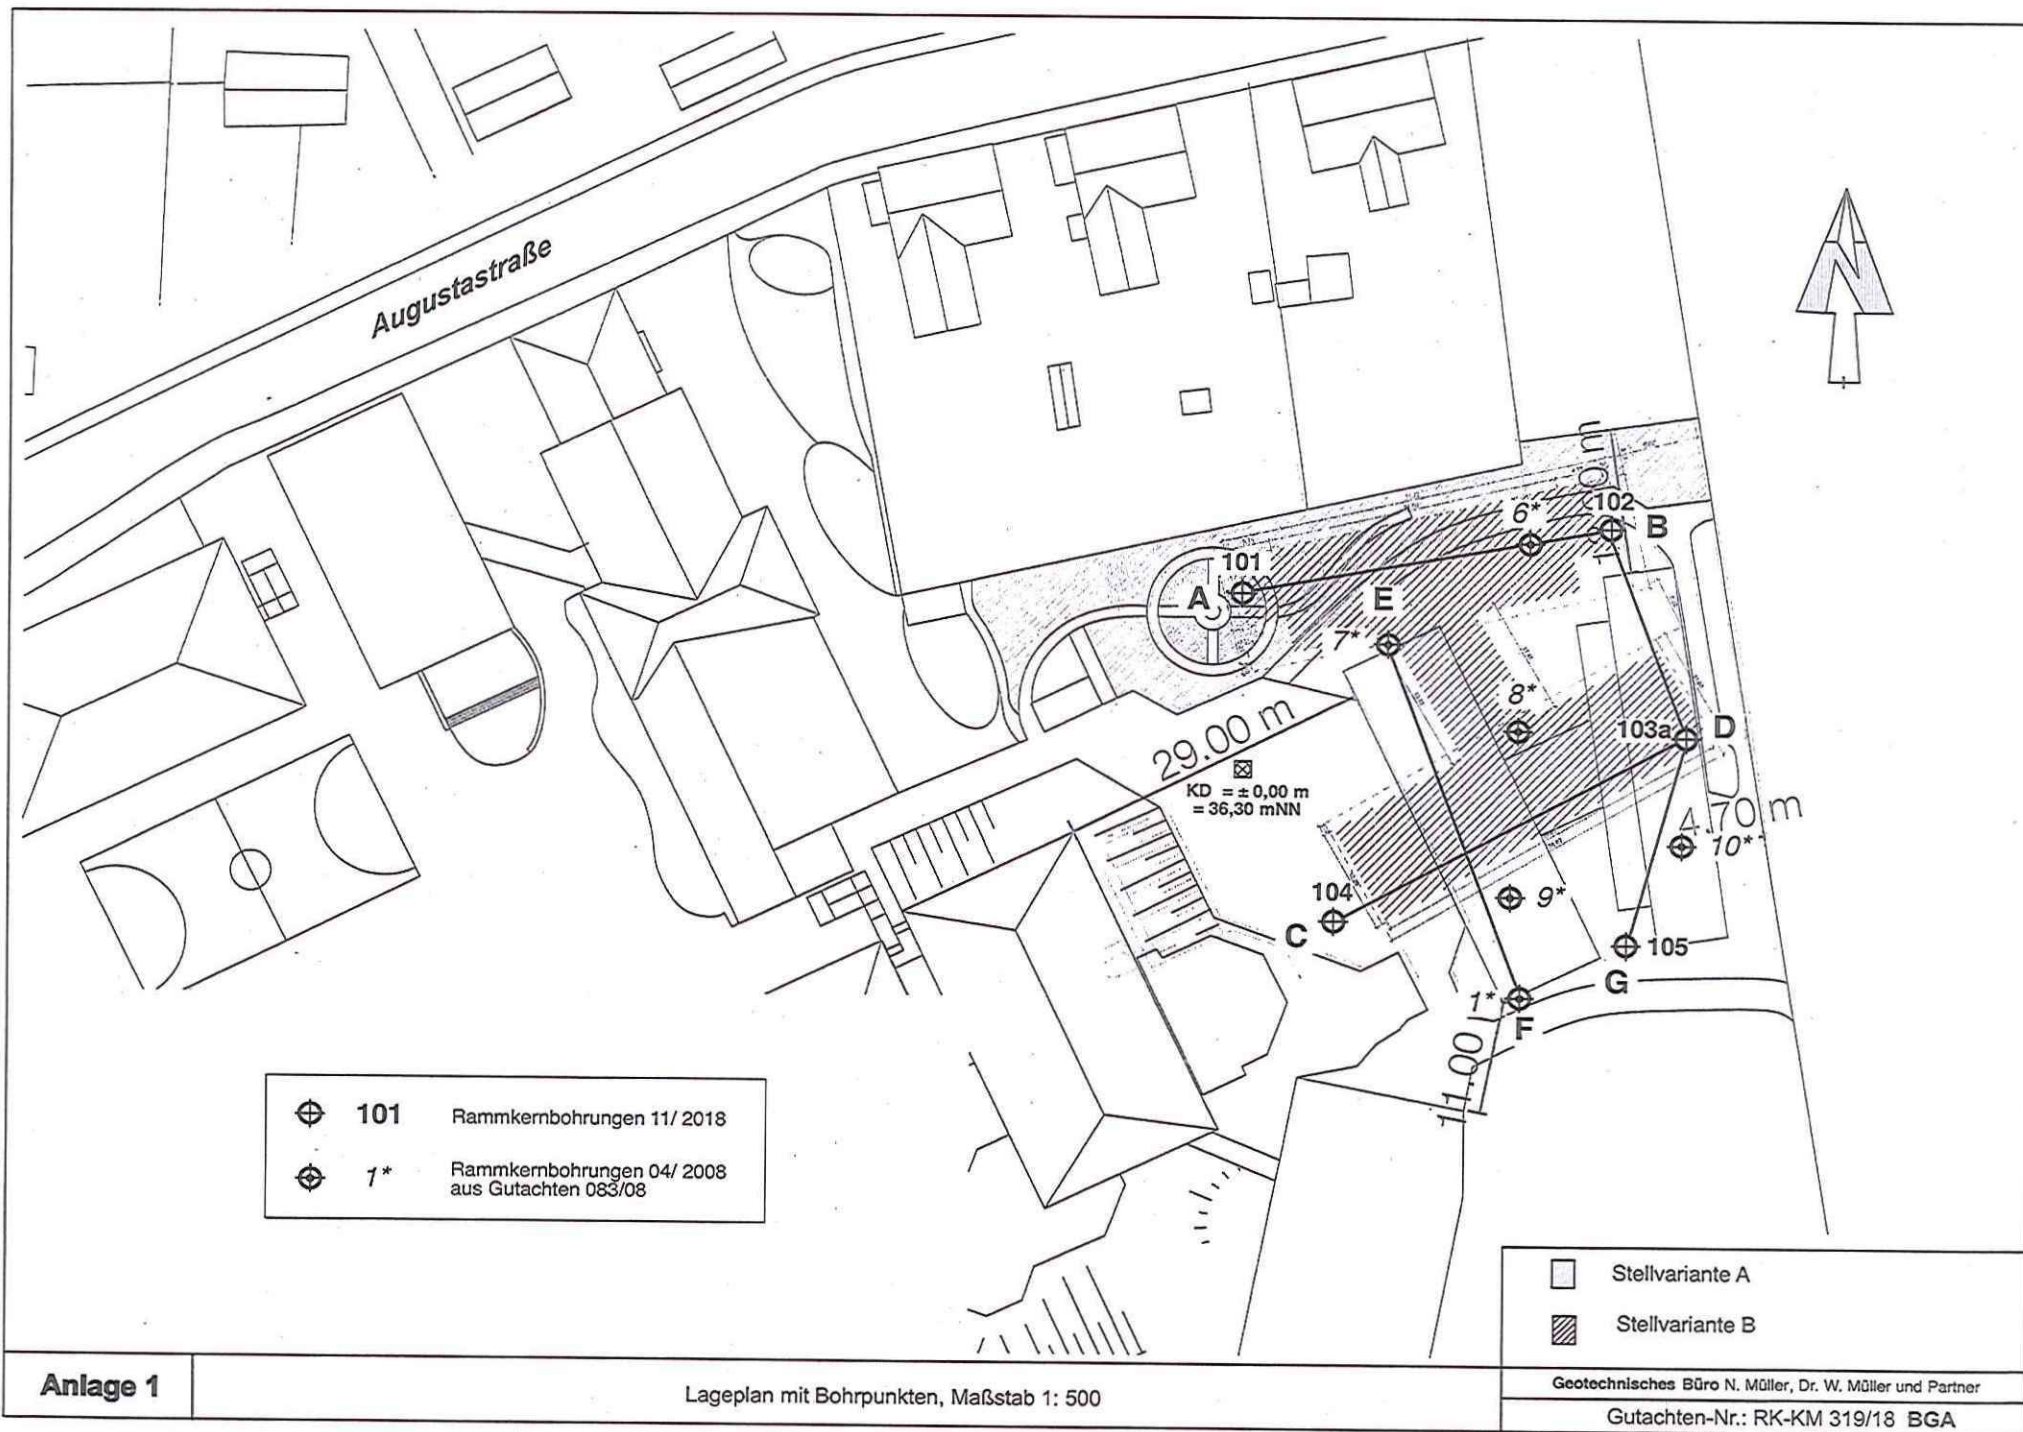 Augustastraße
102
6*
B
101
A
E
7*
8*
103a
D
29.00 m
KD = ± 0,00 m
= 36,30 mNN
4.70 m
10*
104
9*
C
105
G
1*
F
11.00
101 Rammkernbohrungen 11/ 2018
1* Rammkernbohrungen 04/ 2008
aus Gutachten 083/08
Stellvariante A
Stellvariante B
Anlage 1
Lageplan mit Bohrpunkten, Maßstab 1: 500
Geotechnisches Büro N. Müller, Dr. W. Müller und Partner
Gutachten-Nr.: RK-KM 319/18 BGA
N